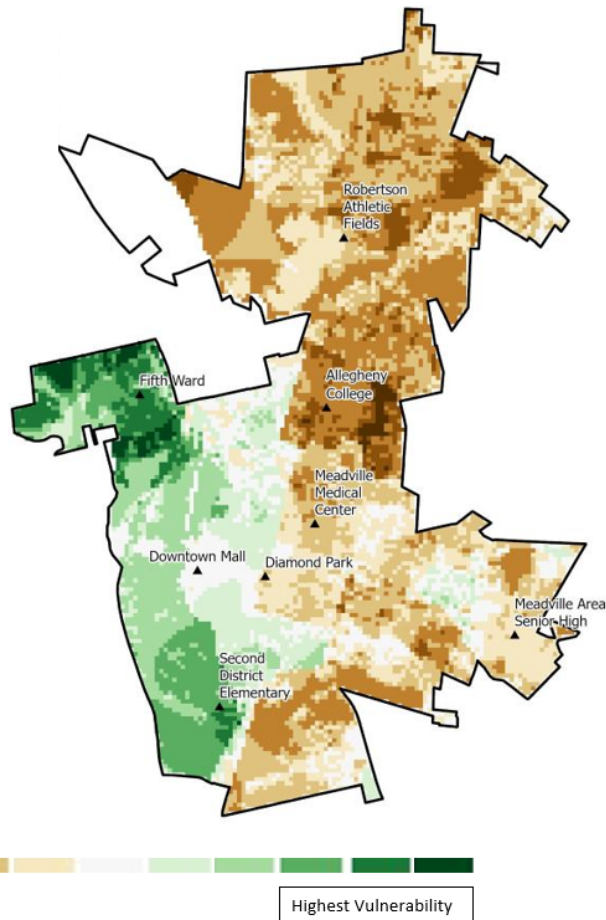 Robertson
Athletic
Fields
Fifth Ward
Allegheny
College
Meadville
Medical
Center
Downtown Mall
Diamond Park
Meadville Area
Senior High
Second
District
Elementary
Highest Vulnerability